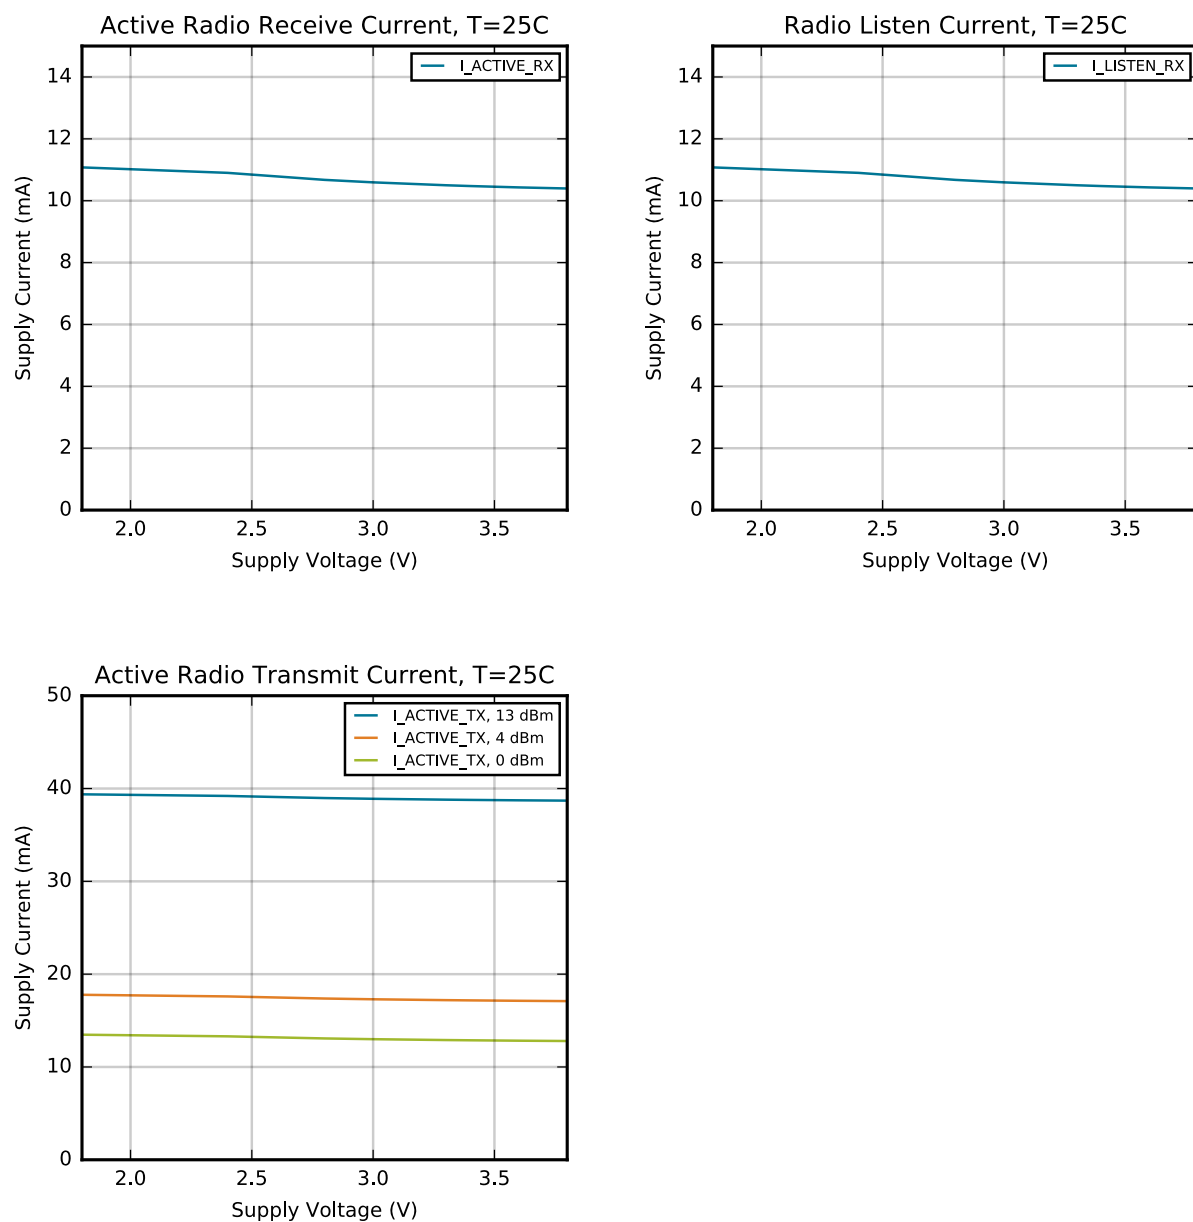 Active Radio Receive Current, T=25C
I_ACTIVE_RX
14
12
10
8
6
4
2
0
Supply Current (mA)
2.0 2.5 3.0 3.5
Supply Voltage (V)
Radio Listen Current, T=25C
I_LISTEN_RX
14
12
10
8
6
4
2
0
Supply Current (mA)
2.0 2.5 3.0 3.5
Supply Voltage (V)
Active Radio Transmit Current, T=25C
I_ACTIVE_TX, 13 dBm
I_ACTIVE_TX, 4 dBm
I_ACTIVE_TX, 0 dBm
50
40
30
20
10
0
Supply Current (mA)
2.0 2.5 3.0 3.5
Supply Voltage (V)